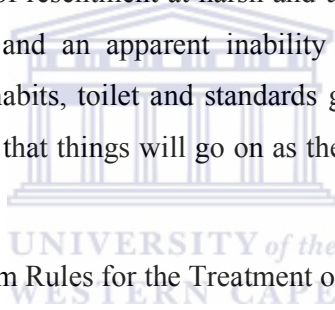 of resentment at harsh and
and an apparent inability
habits, toilet and standards
that things will go on as the
UNIVERSITY of the
m Rules for the Treatment o
WESTERN CAPE